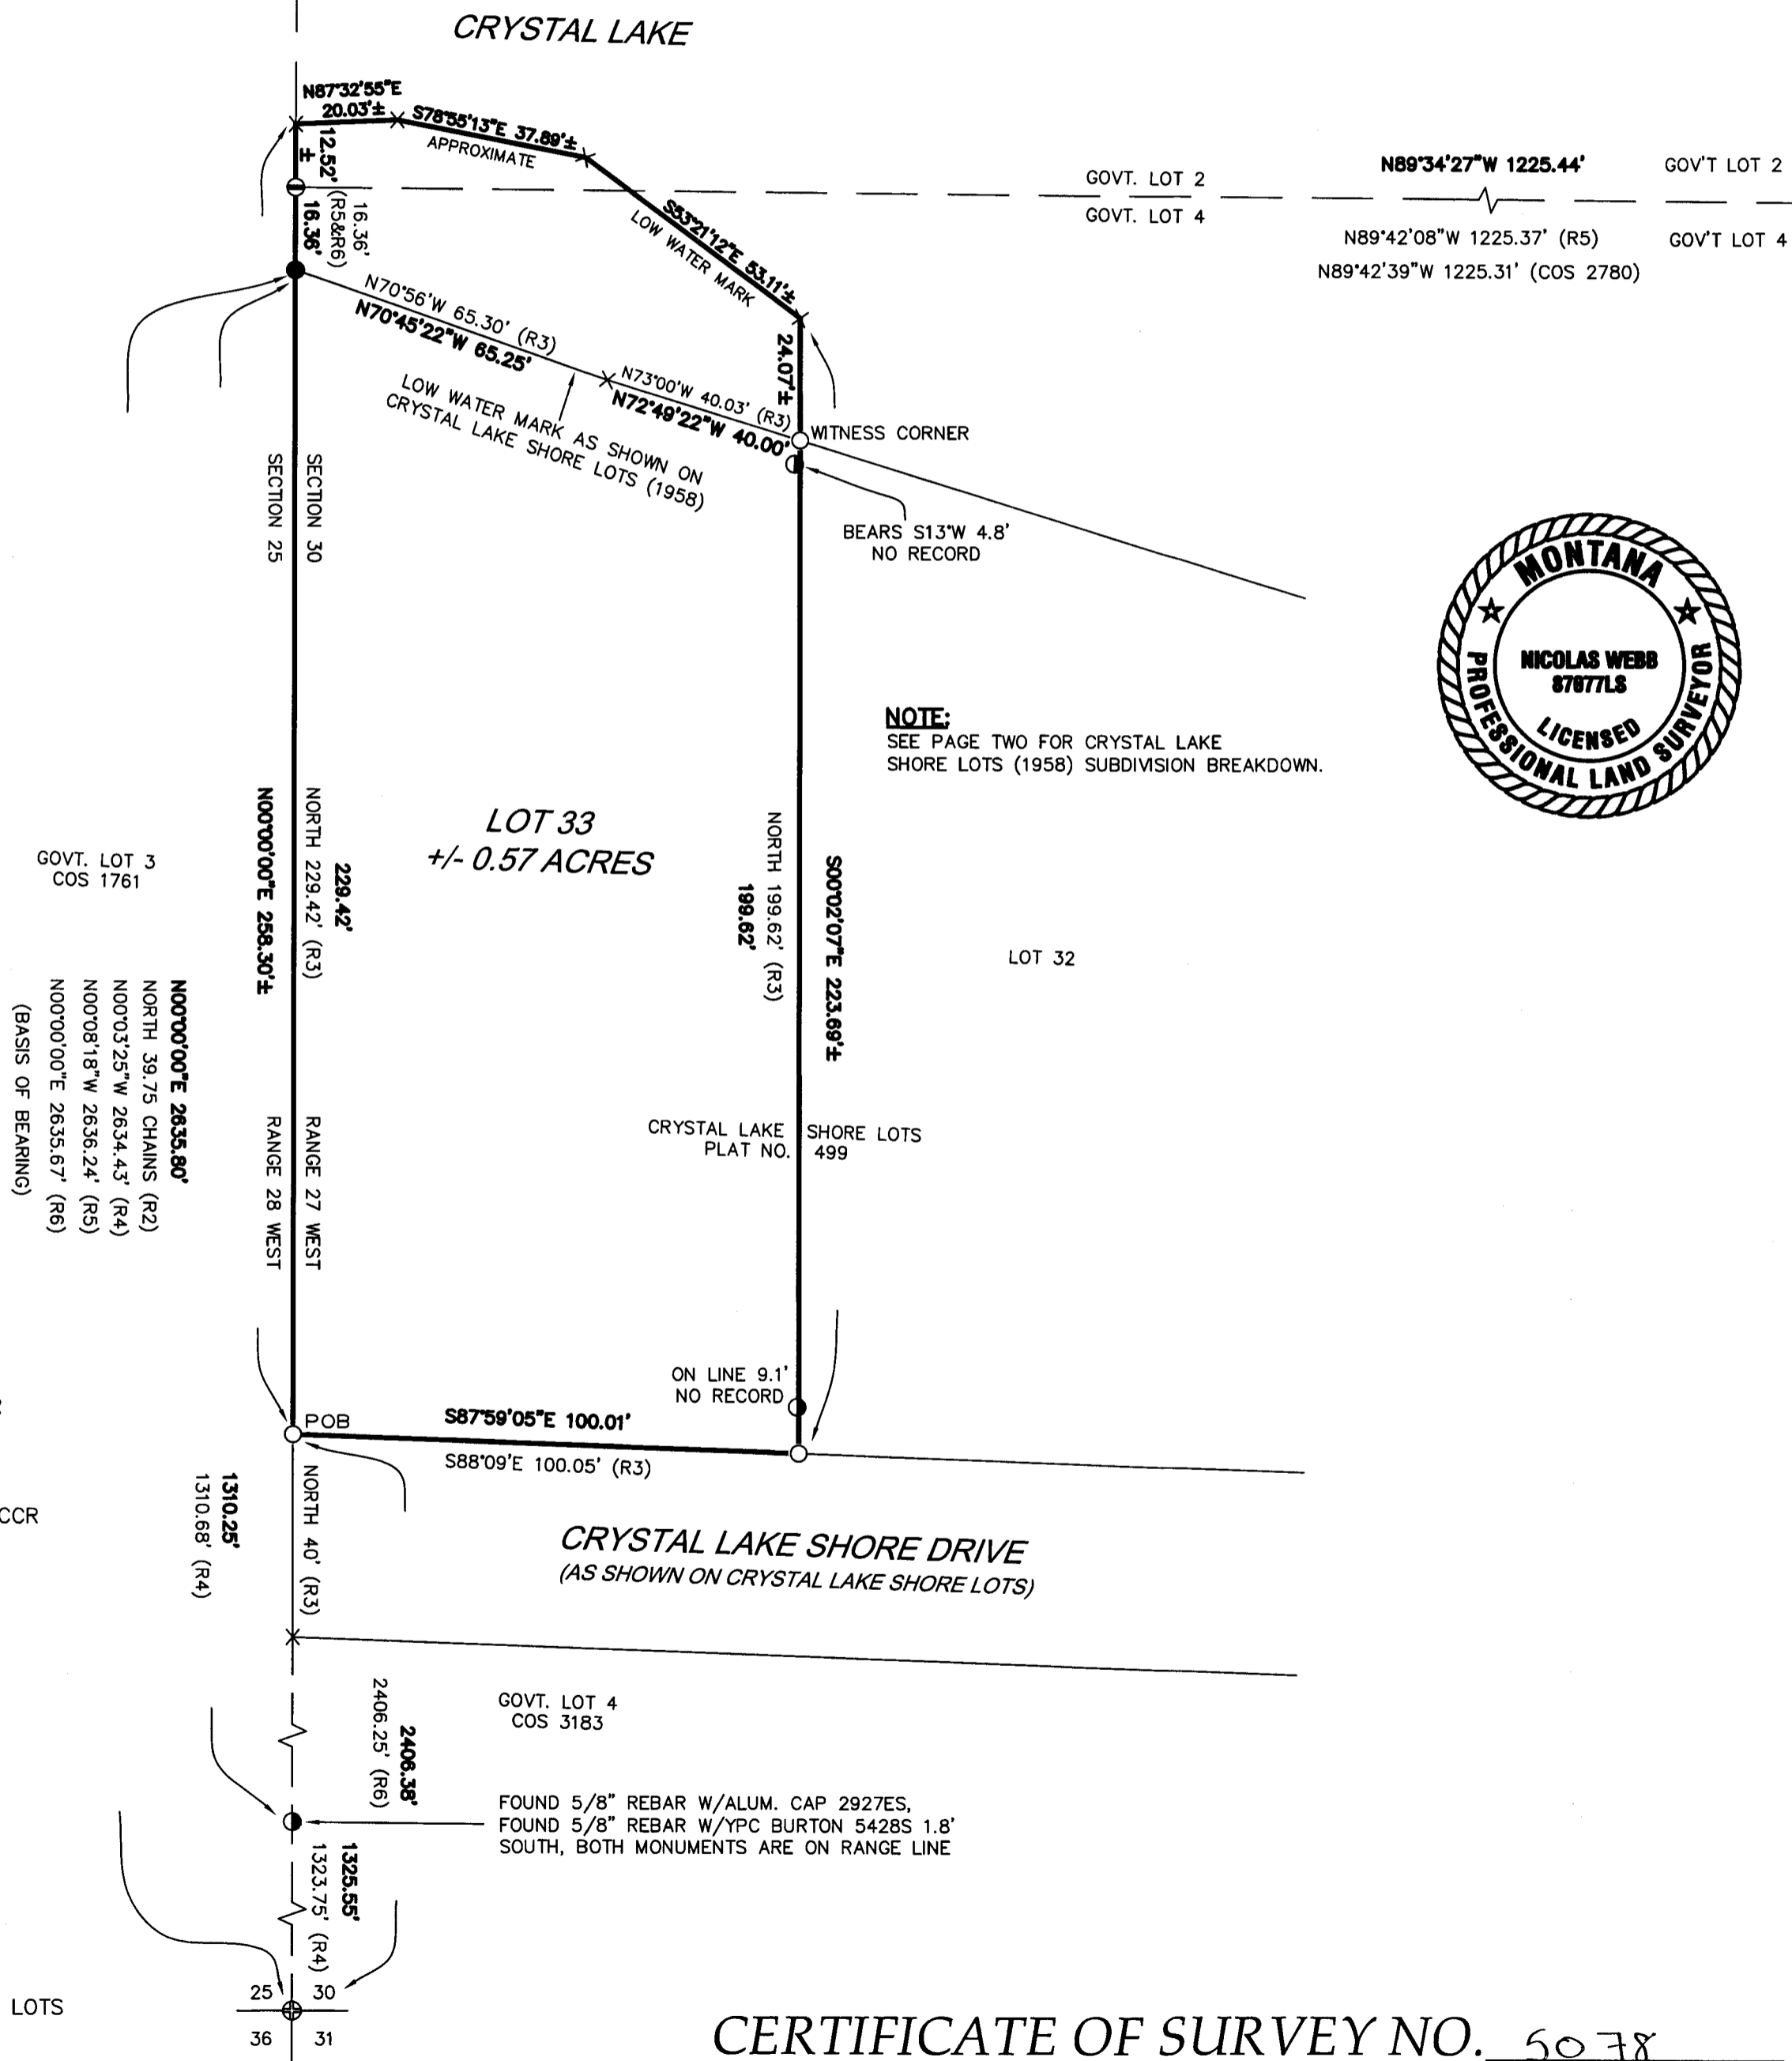 CRYSTAL LAKE
N87°32'55"E
20.03'±
S78°55'13"E 37.89'±
APPROXIMATE
12.52'
±
16.36'
(R5&R6)
16.36'
S53°21'12"E 53.11'±
LOW WATER MARK
GOVT. LOT 2
GOVT. LOT 4
N89°34'27"W 1225.44'
GOV'T LOT 2
N89°42'08"W 1225.37' (R5)
GOV'T LOT 4
N89°42'39"W 1225.31' (COS 2780)
N70°56'W 65.30' (R3)
N70°45'22"W 65.25'
24.07'±
N73°00'W 40.03' (R3)
N72°49'22"W 40.00'
LOW WATER MARK AS SHOWN ON
CRYSTAL LAKE SHORE LOTS (1958)
WITNESS CORNER
BEARS S13°W 4.8'
NO RECORD
SECTION 30
SECTION 25
MONTANA
NICOLAS WEBB
LICENSED
PROFESSIONAL LAND SURVEYOR
NOTE:
SEE PAGE TWO FOR CRYSTAL LAKE
SHORE LOTS (1958) SUBDIVISION BREAKDOWN.
LOT 33
+/- 0.57 ACRES
GOVT. LOT 3
COS 1761
229.42'
NORTH 229.42' (R3)
N00°00'00"E 258.30'±
S00°02'07"E 223.69'±
NORTH 199.62' (R3)
199.62'
LOT 32
N00°00'00"E 2635.80'
NORTH 39.75 CHAINS (R2)
N00°03'25"W 2634.43' (R4)
N00°08'18"W 2636.24' (R5)
N00°00'00"E 2635.67' (R6)
(BASIS OF BEARING)
CRYSTAL LAKE SHORE LOTS
PLAT NO. 499
RANGE 27 WEST
RANGE 28 WEST
ON LINE 9.1'
NO RECORD
POB
S87°59'05"E 100.01'
S88°09'E 100.05' (R3)
NORTH 40' (R3)
1310.25'
1310.68' (R4)
CCR
CRYSTAL LAKE SHORE DRIVE
(AS SHOWN ON CRYSTAL LAKE SHORE LOTS)
2406.38'
2406.25' (R6)
GOVT. LOT 4
COS 3183
FOUND 5/8" REBAR W/ALUM. CAP 2927ES,
FOUND 5/8" REBAR W/YPC BURTON 5428S 1.8'
SOUTH, BOTH MONUMENTS ARE ON RANGE LINE
1325.55'
1323.75' (R4)
25 30
36 31
LOTS
CERTIFICATE OF SURVEY NO. 5078